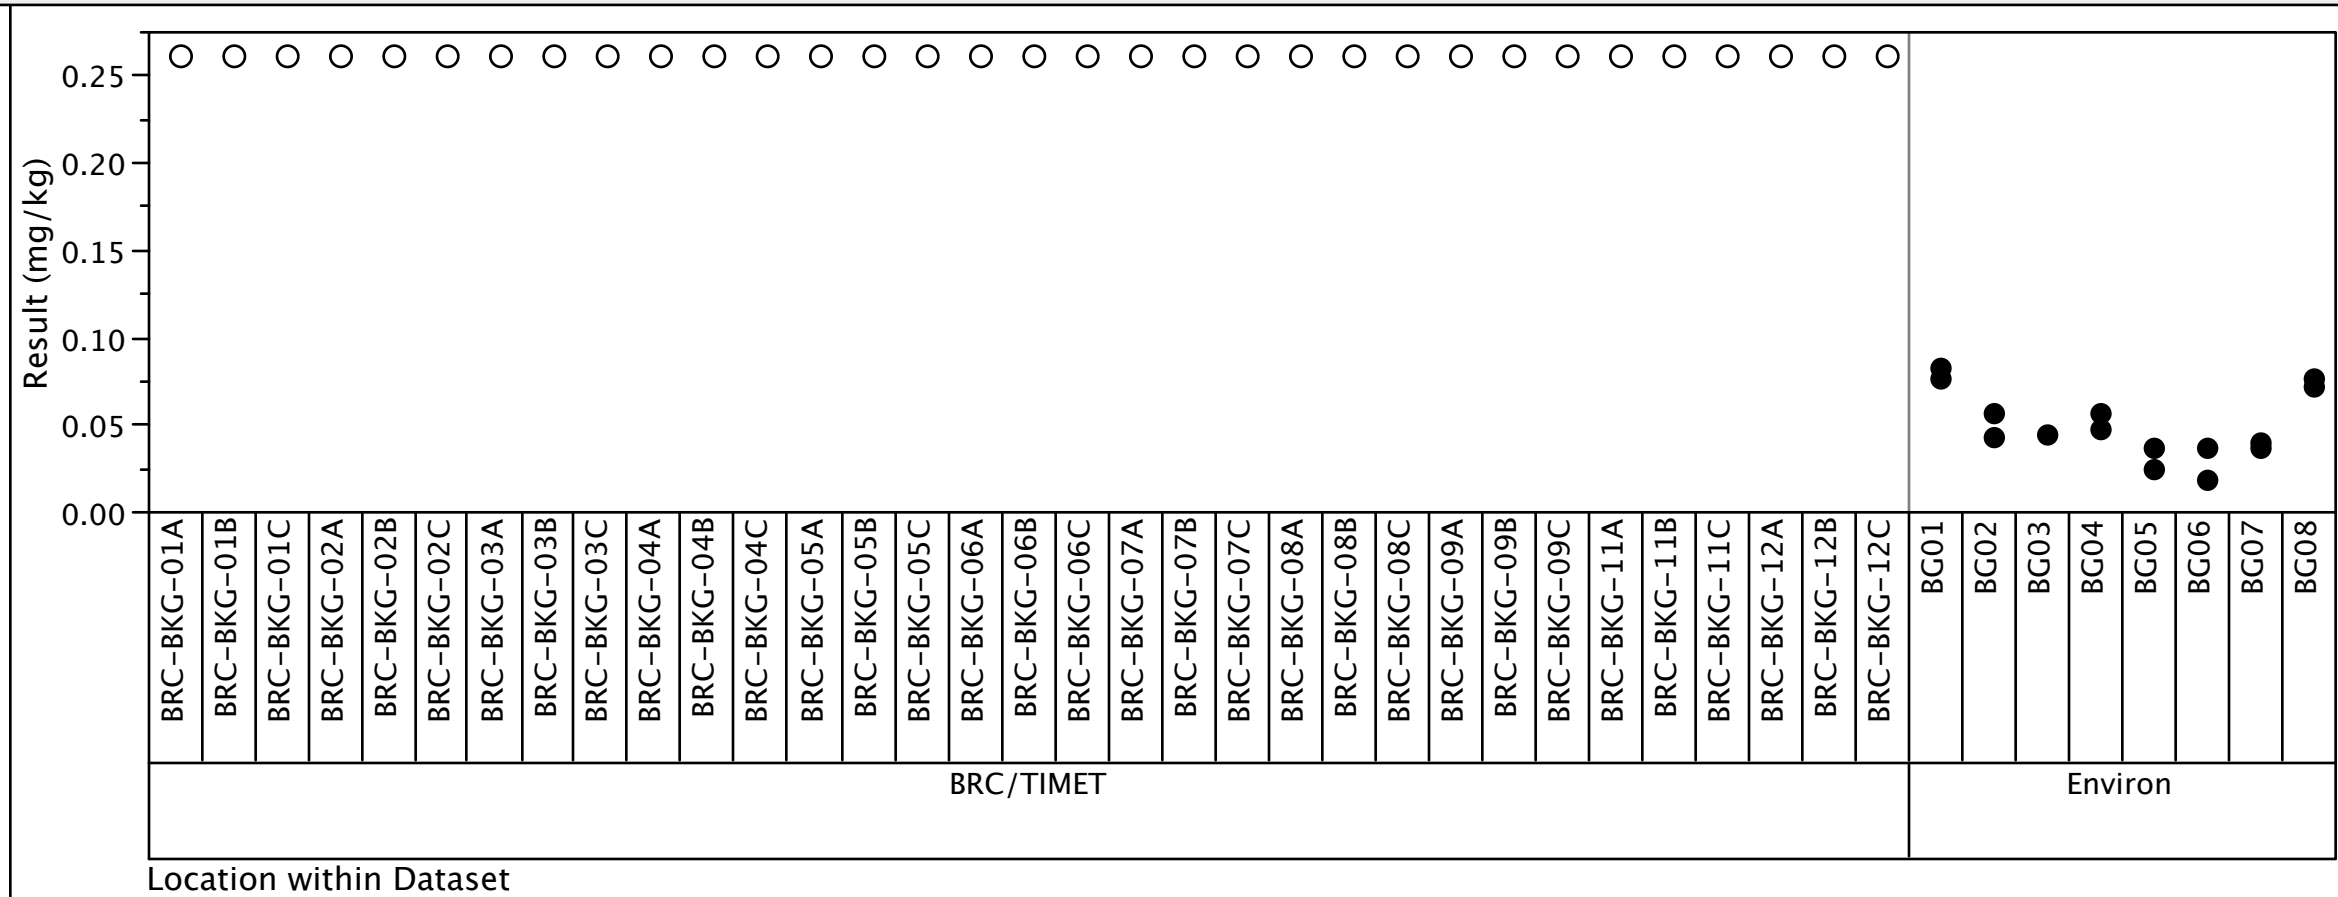 Result (mg/kg)
0.25
0.20
0.15
0.10
0.05
0.00
BRC-BKG-01A
BRC-BKG-01B
BRC-BKG-01C
BRC-BKG-02A
BRC-BKG-02B
BRC-BKG-02C
BRC-BKG-03A
BRC-BKG-03B
BRC-BKG-03C
BRC-BKG-04A
BRC-BKG-04B
BRC-BKG-04C
BRC-BKG-05A
BRC-BKG-05B
BRC-BKG-05C
BRC-BKG-06A
BRC-BKG-06B
BRC-BKG-06C
BRC-BKG-07A
BRC-BKG-07B
BRC-BKG-07C
BRC-BKG-08A
BRC-BKG-08B
BRC-BKG-08C
BRC-BKG-09A
BRC-BKG-09B
BRC-BKG-09C
BRC-BKG-11A
BRC-BKG-11B
BRC-BKG-11C
BRC-BKG-12A
BRC-BKG-12B
BRC-BKG-12C
BG01
BG02
BG03
BG04
BG05
BG06
BG07
BG08
BRC/TIMET
Environ
Location within Dataset